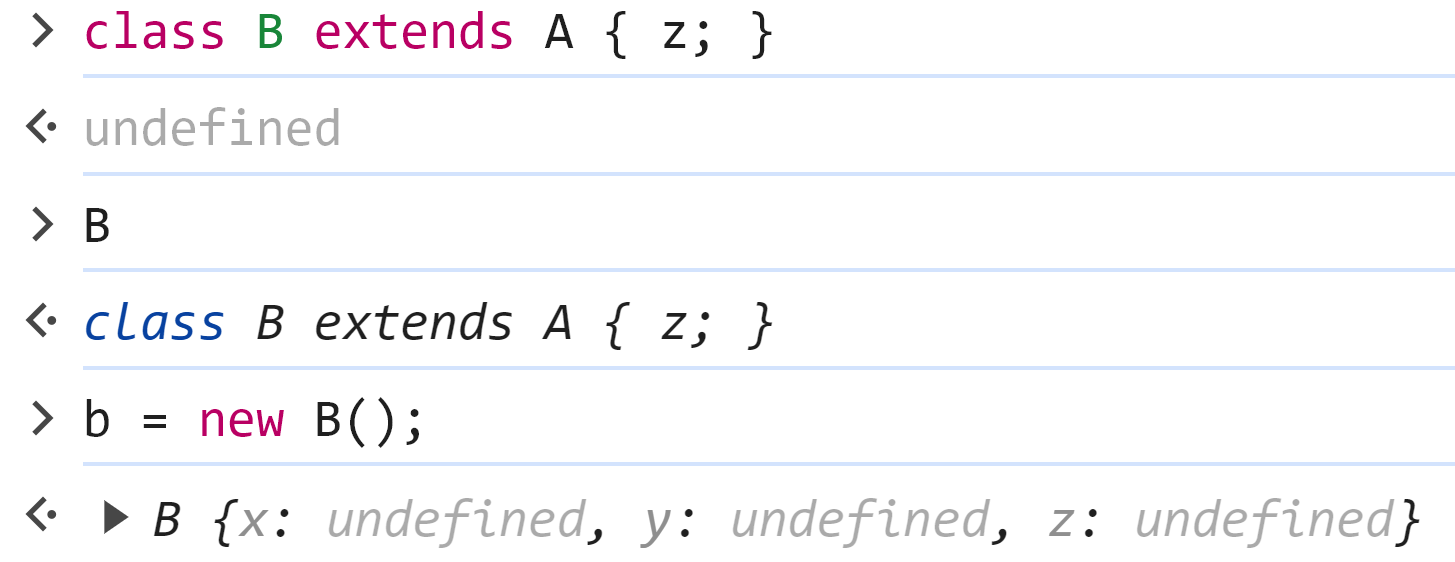 > class B extends A { z; }
undefined
> B
class B extends A { z; }
> b = new B();
▶ B {x: undefined, y: undefined, z: undefined}